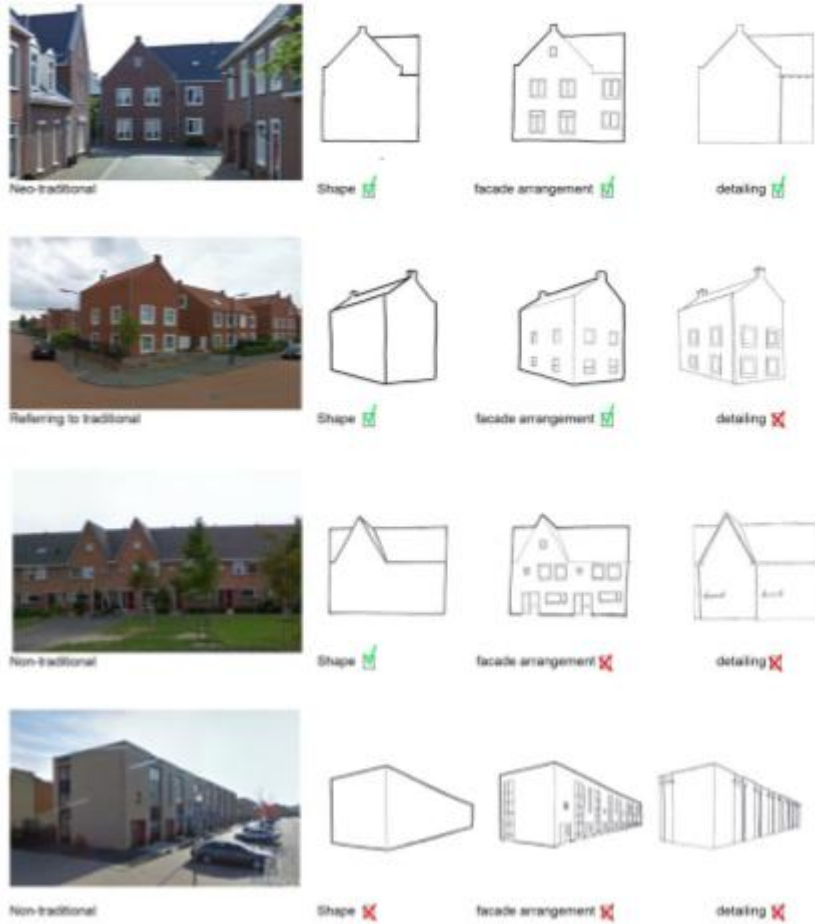 Neo-traditional
Shape
facade arrangement
detailing
Referring to traditional
Shape
facade arrangement
detailing
Non-traditional
Shape
facade arrangement
detailing
Non-traditional
Shape
facade arrangement
detailing